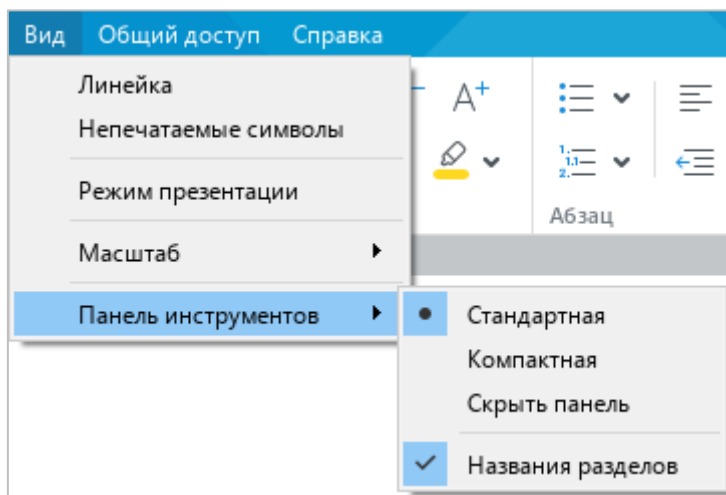 Вид Общий доступ Справка
Линейка
Непечатаемые символы
Режим презентации
Масштаб
Абзац
Панель инструментов
Стандартная
Компактная
Скрыть панель
Названия разделов